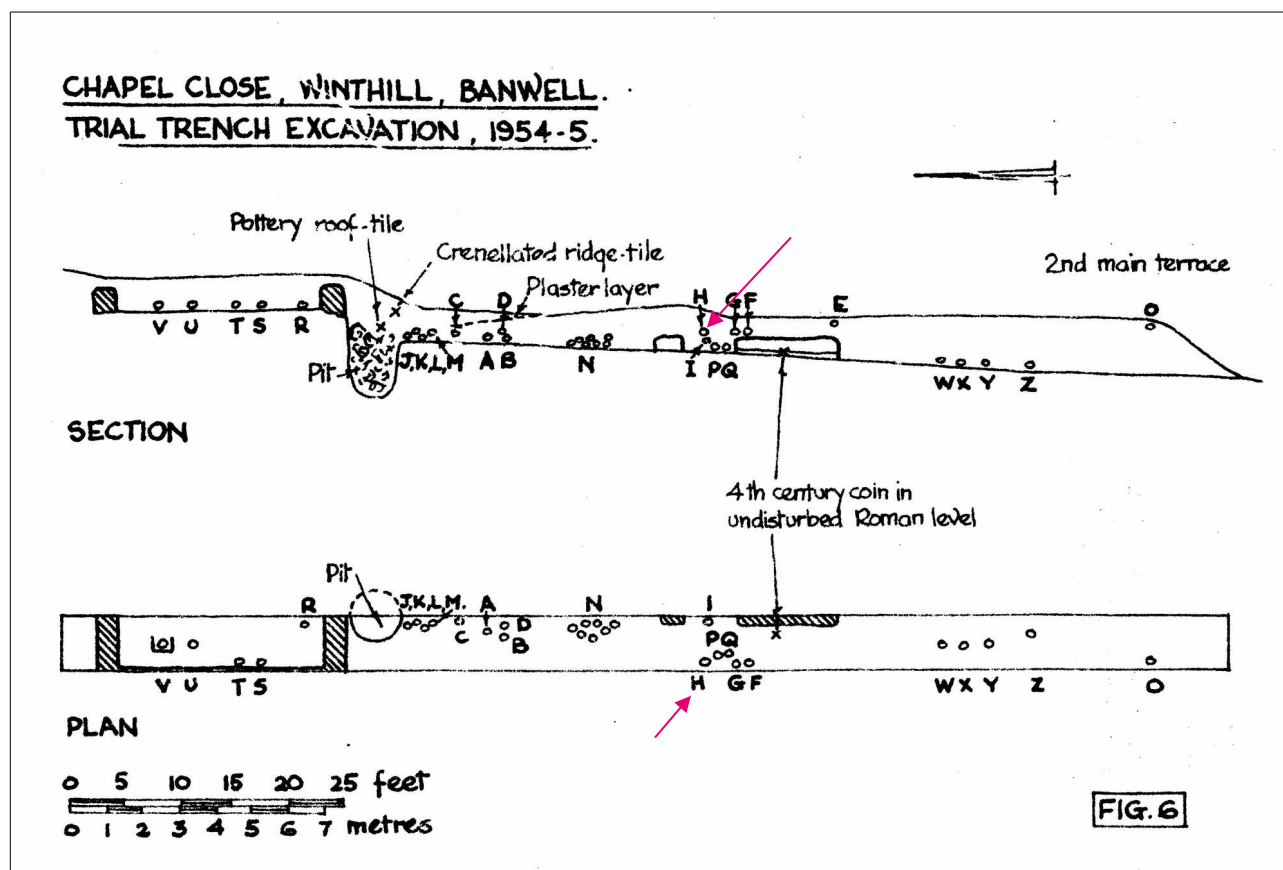 CHAPEL CLOSE, WINTHILL, BANWELL.
TRIAL TRENCH EXCAVATION, 1954-5.
Pottery roof-tile
Crenellated ridge-tile
Plaster layer
2nd main terrace
C D H G F E O
V U T S R
Pit
J,K,L,M A B N I P Q
W X Y Z
SECTION
4th century coin in
undisturbed Roman level
Pit
R J,K,L,M. A N I
C D B P Q
V U T S H G F W X Y Z O
PLAN
0 5 10 15 20 25 feet
0 1 2 3 4 5 6 7 metres
FIG. 6